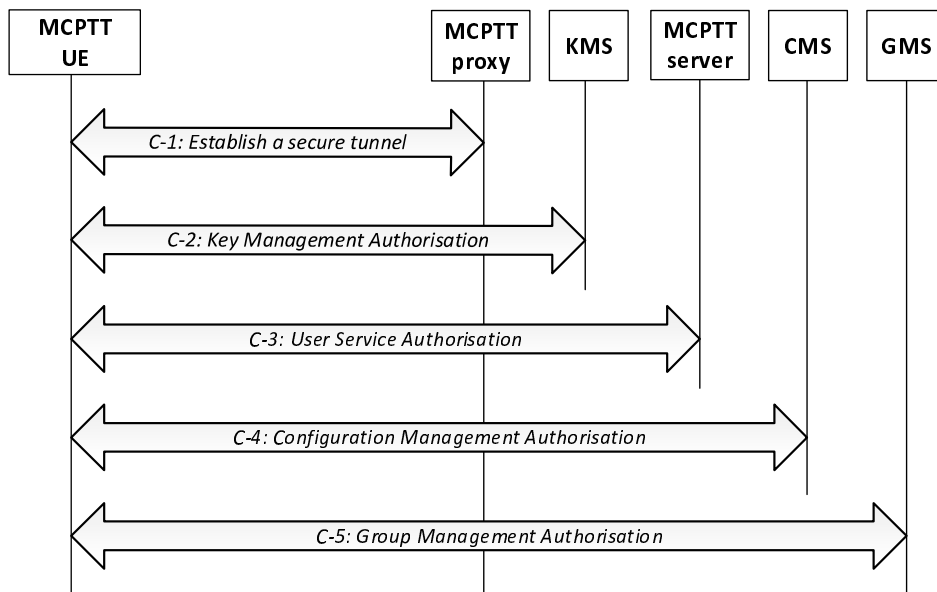 MCPTT
UE
MCPTT
proxy
KMS
MCPTT
server
CMS
GMS
C-1: Establish a secure tunnel
C-2: Key Management Authorisation
C-3: User Service Authorisation
C-4: Configuration Management Authorisation
C-5: Group Management Authorisation